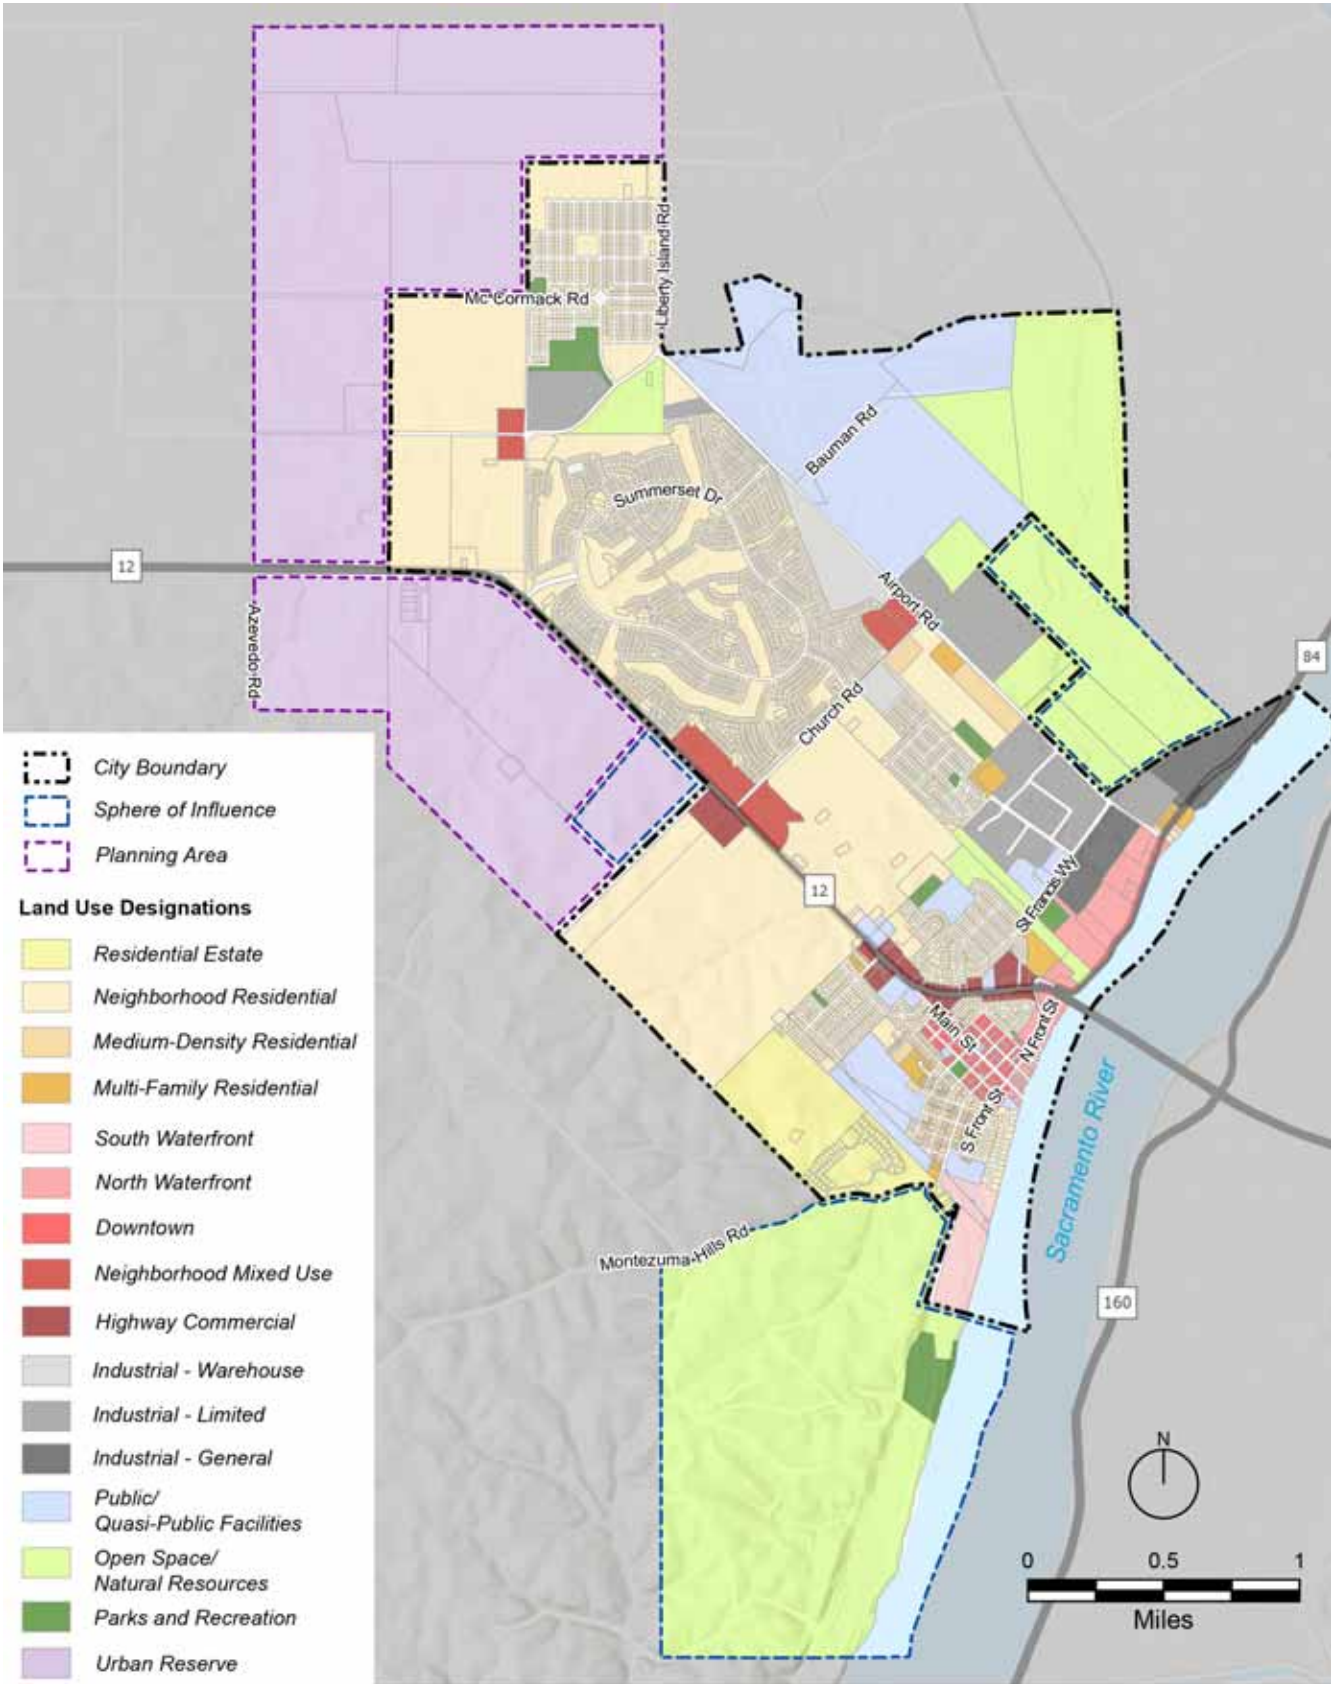 Mc Cormack Rd
Liberty Island Rd
Bauman Rd
Summerset Dr
12
Airport Rd
Azevedo Rd
84
Church Rd
12
St Francis Wy
Main St
N Front St
S Front St
Sacramento River
Montezuma Hills Rd
160
City Boundary
Sphere of Influence
Planning Area
Land Use Designations
Residential Estate
Neighborhood Residential
Medium-Density Residential
Multi-Family Residential
South Waterfront
North Waterfront
Downtown
Neighborhood Mixed Use
Highway Commercial
Industrial - Warehouse
Industrial - Limited
Industrial - General
Public/
Quasi-Public Facilities
Open Space/
Natural Resources
Parks and Recreation
Urban Reserve
N
0 0.5 1
Miles